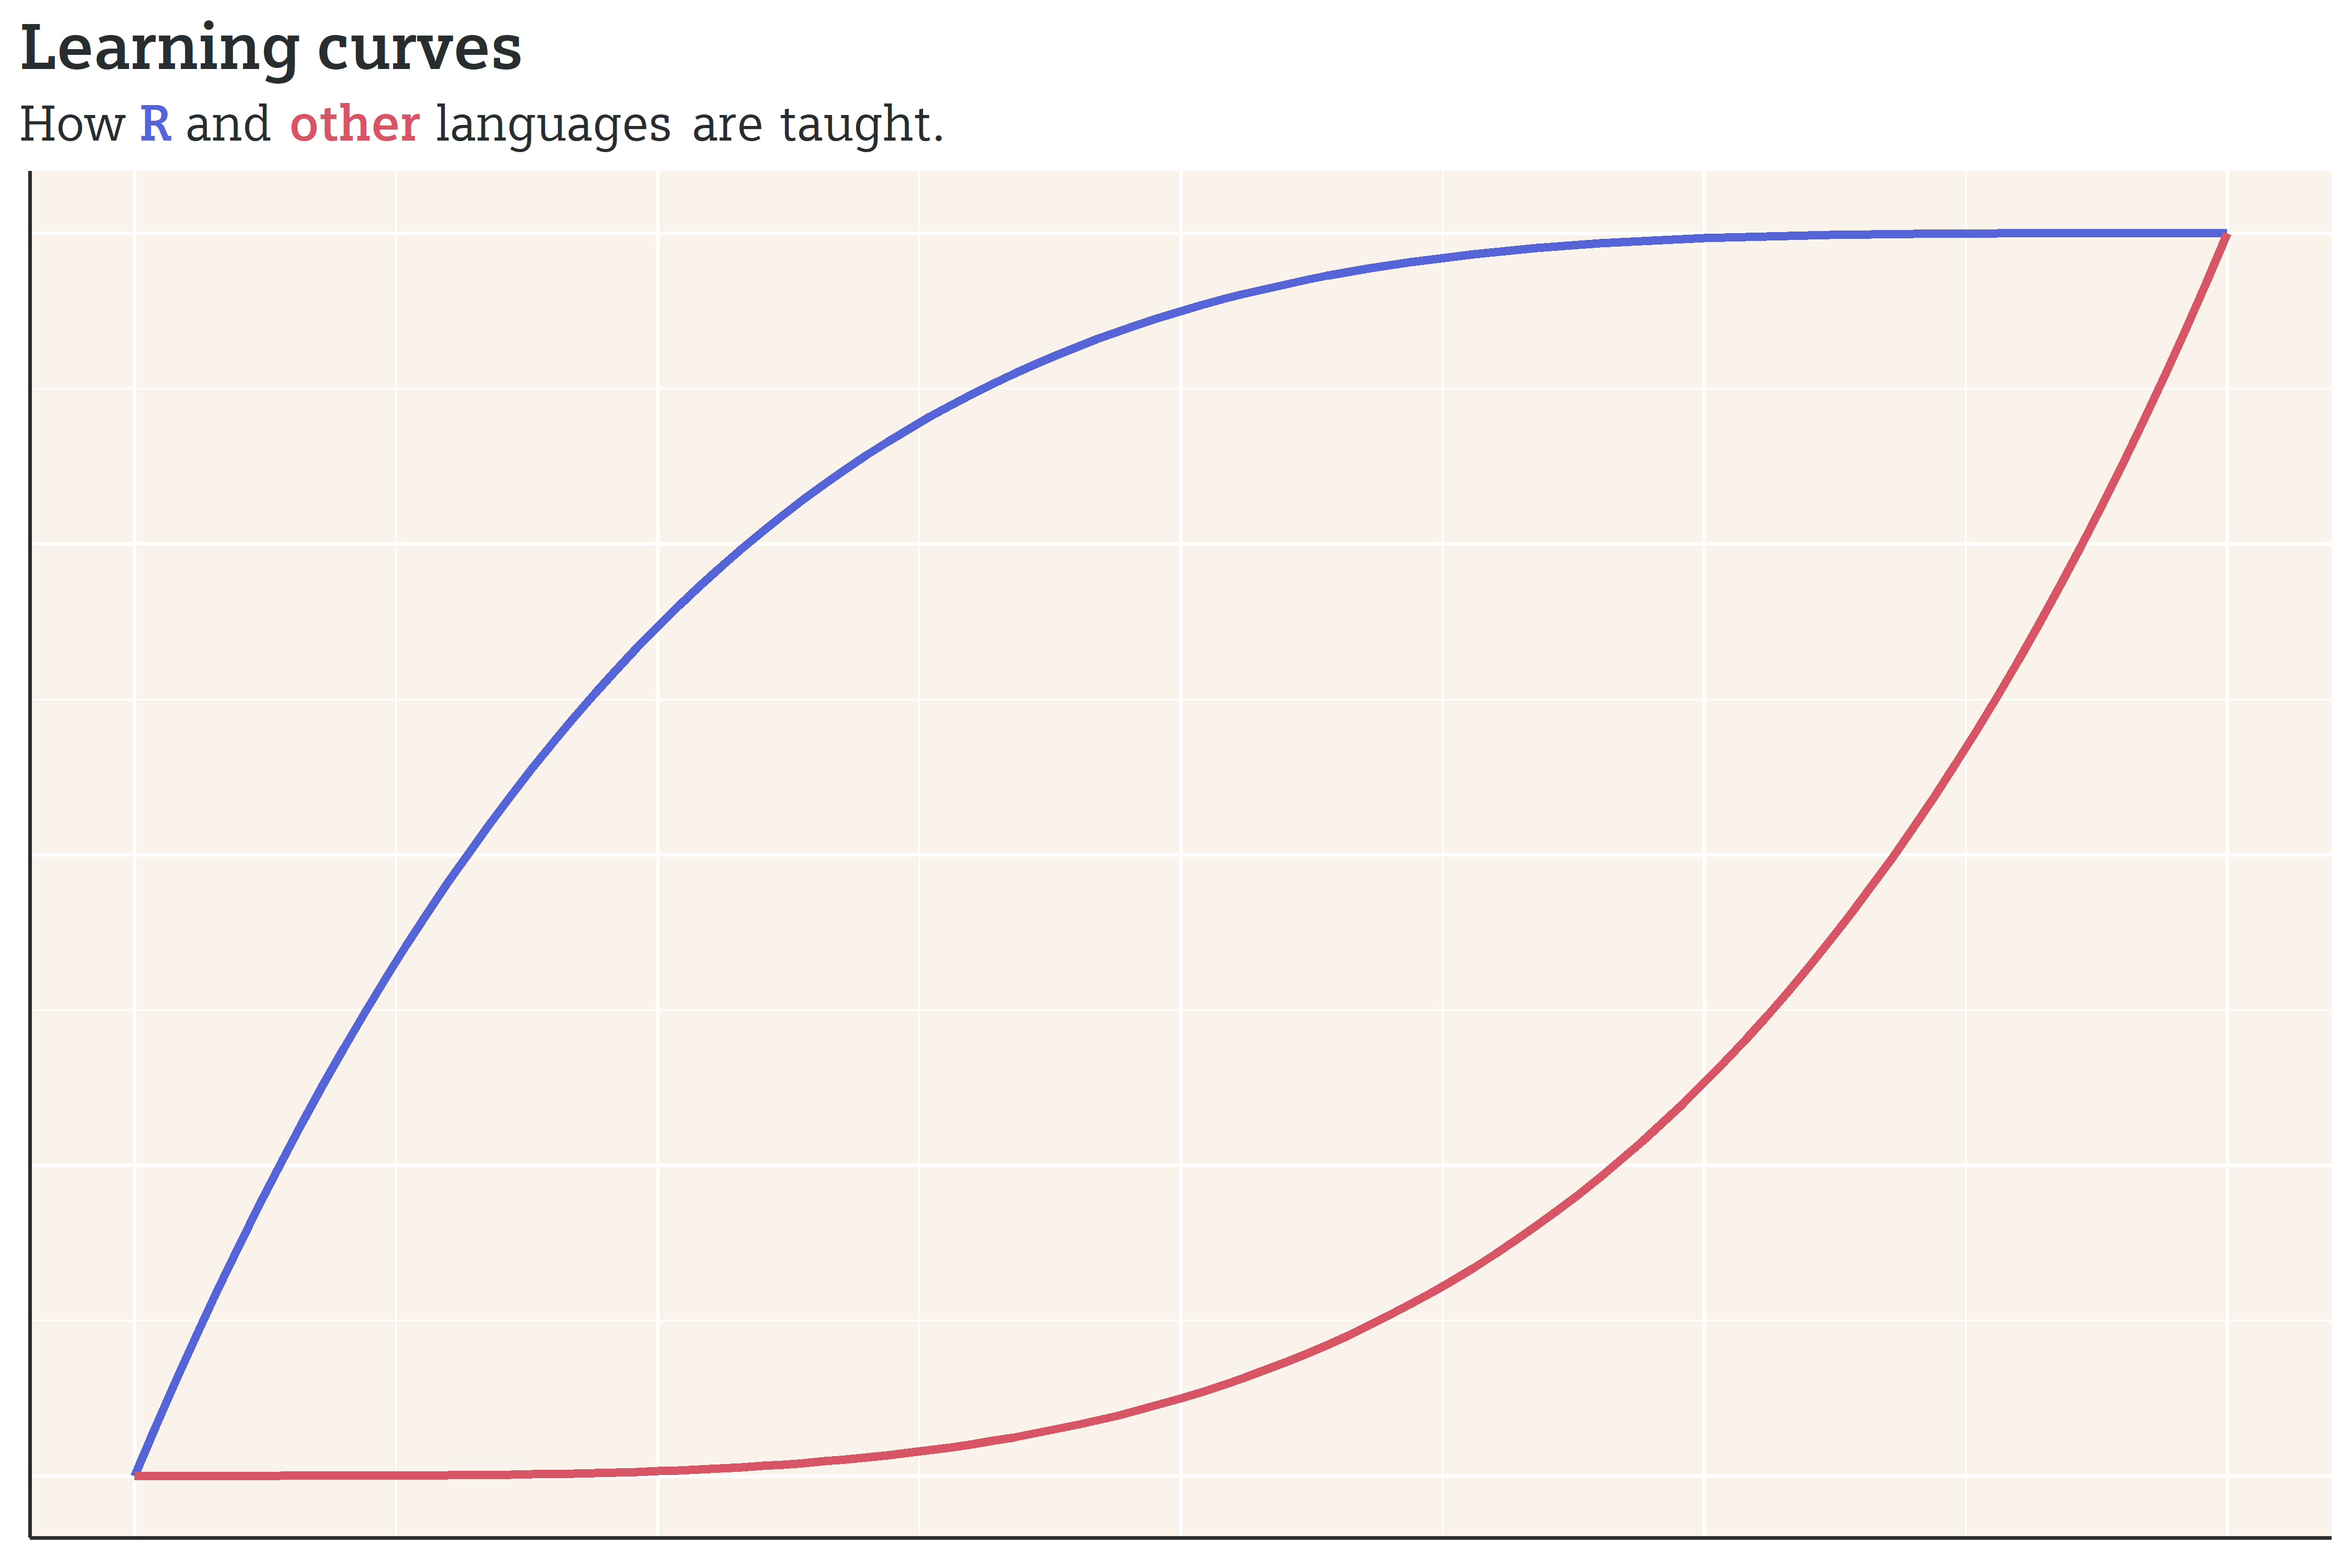 Learning curves
How R and other languages are taught.